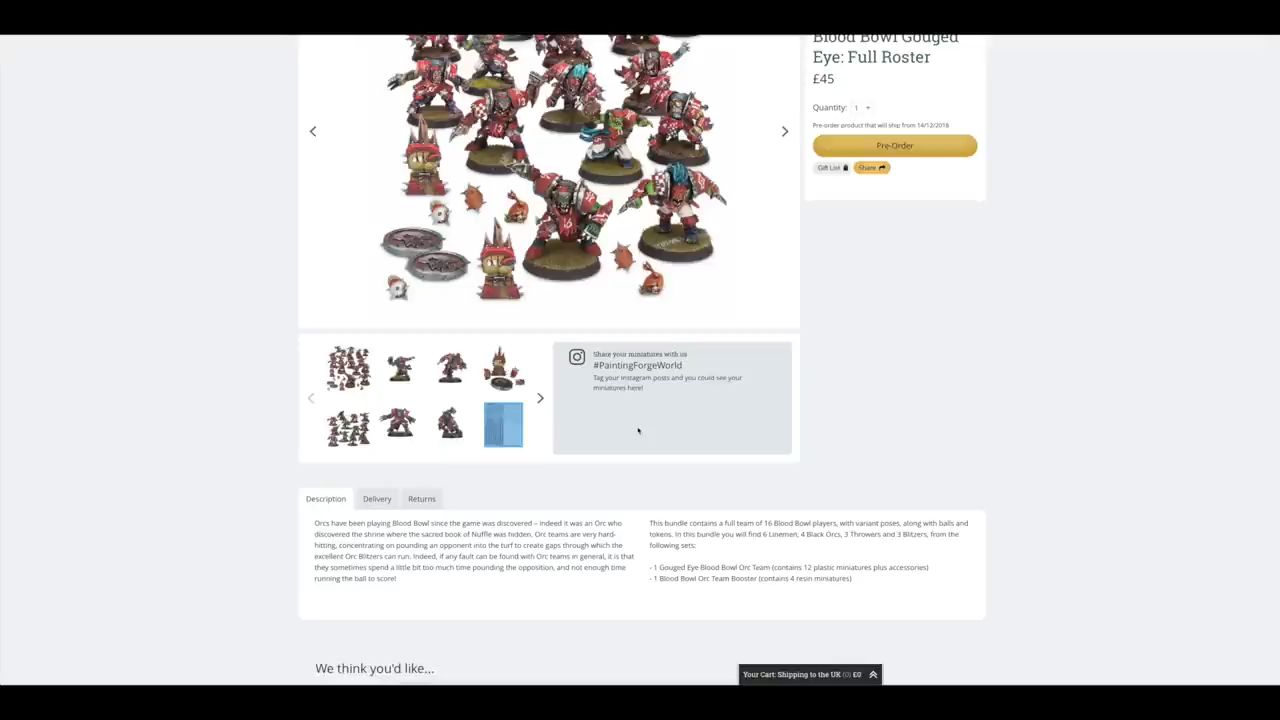 Blood Bowl Gouged
Eye: Full Roster
£45
Quantity: 1
Pre-order product that will ship from 14/12/2018
Pre-Order
Gift List
Share
Share your miniatures with us
#PaintingForgeWorld
Tag your Instagram posts and you could see your
miniatures here!
Description
Delivery
Returns
Orcs have been playing Blood Bowl since the game was discovered – indeed it was an Orc who
discovered the shrine where the sacred book of Nuffle was hidden. Orc teams are very hard-
hitting, concentrating on pounding an opponent into the turf to create gaps through which the
excellent Orc Blitzers can run. Indeed, if any fault can be found with Orc teams in general, it is that
they sometimes spend a little bit too much time pounding the opposition, and not enough time
running the ball to score!
This bundle contains a full team of 16 Blood Bowl players, with variant poses, along with balls and
tokens. In this bundle you will find 6 Linemen, 4 Black Orcs, 3 Throwers and 3 Blitzers, from the
following sets:
- 1 Gouged Eye Blood Bowl Orc Team (contains 12 plastic miniatures plus accessories)
- 1 Blood Bowl Orc Team Booster (contains 4 resin miniatures)
We think you'd like...
Your Cart: Shipping to the UK (0) £0